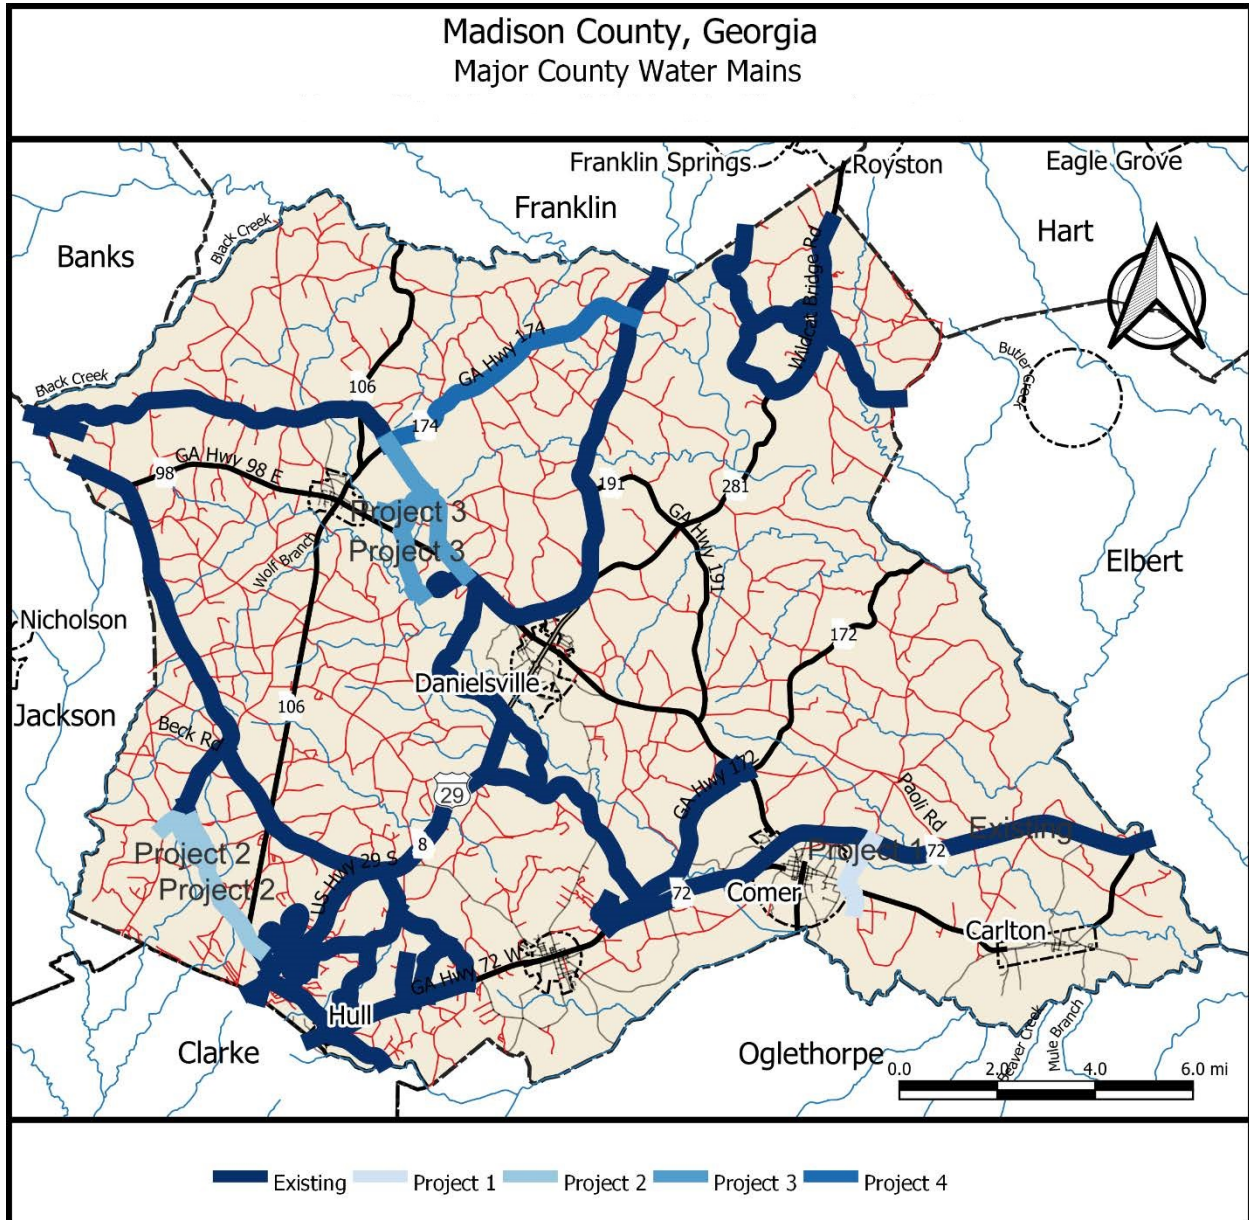 Madison County, Georgia
Major County Water Mains
Franklin Springs
Royston
Eagle Grove
Franklin
Hart
Banks
Black Creek
Wildcat Bridge Rd
GA Hwy 174
Butler Creek
Black Creek
106
174
98
GA Hwy 98 E
191
281
Project 3
GA Hwy 191
Project 3
Wolf Branch
Elbert
Nicholson
172
Danielsville
Jackson
106
Beck Rd
GA Hwy 172
29
Paoli Rd
Existing
8
Project 2
Project 1
72
US Hwy 29 S
Project 2
72
Comer
Carlton
GA Hwy 72 W
Hull
Clarke
Oglethorpe
Beaver Creek
Mule Branch
0.0 2.0 4.0 6.0 mi
Existing Project 1 Project 2 Project 3 Project 4